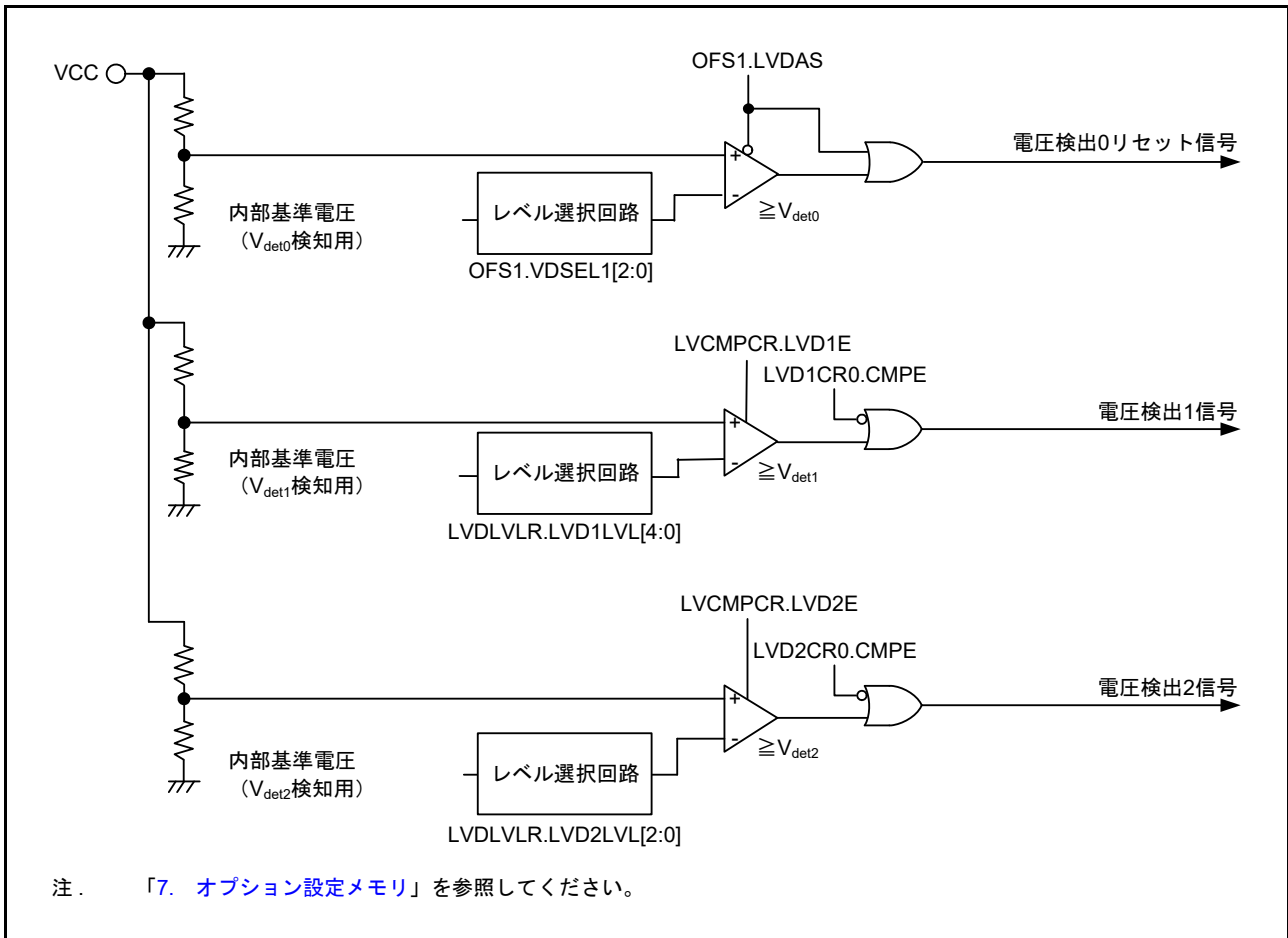 VCC
OFS1.LVDAS
電圧検出0リセット信号
+
-
≧Vdet0
内部基準電圧
（Vdet0検知用）
レベル選択回路
OFS1.VDSEL1[2:0]
LVCMPCR.LVD1E
LVD1CR0.CMPE
電圧検出1信号
+
-
≧Vdet1
内部基準電圧
（Vdet1検知用）
レベル選択回路
LVDLVLR.LVD1LVL[4:0]
LVCMPCR.LVD2E
LVD2CR0.CMPE
電圧検出2信号
+
-
≧Vdet2
内部基準電圧
（Vdet2検知用）
レベル選択回路
LVDLVLR.LVD2LVL[2:0]
注． 「7. オプション設定メモリ」を参照してください。